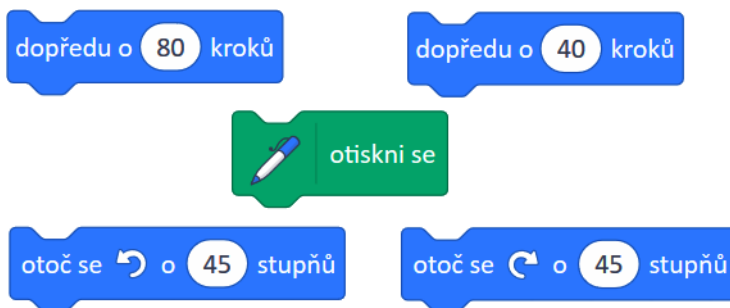 dopředu o 80 kroků
dopředu o 40 kroků
otiskni se
otoč se o 45 stupňů
otoč se o 45 stupňů